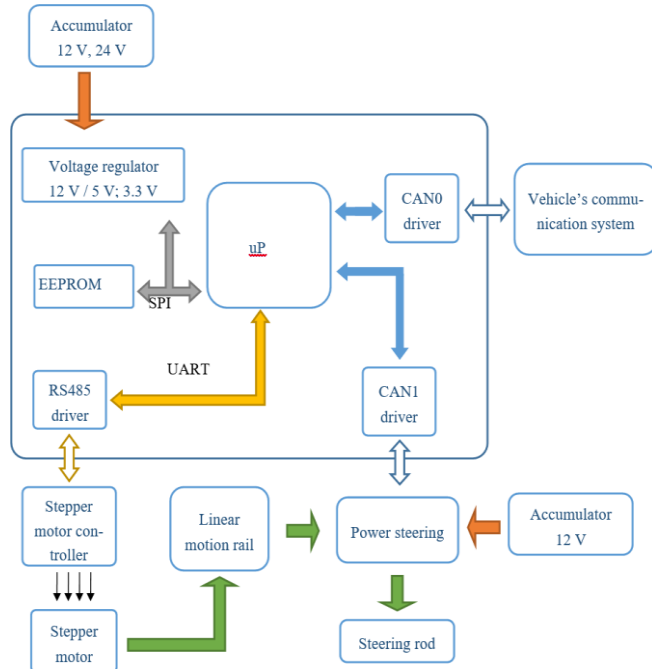 Accumulator
12 V, 24 V
Voltage regulator
12 V / 5 V; 3.3 V
CAN0
driver
Vehicle's commu-
nication system
uP
EEPROM
SPI
UART
RS485
driver
CAN1
driver
Stepper
motor con-
troller
Linear
motion rail
Power steering
Accumulator
12 V
Stepper
motor
Steering rod